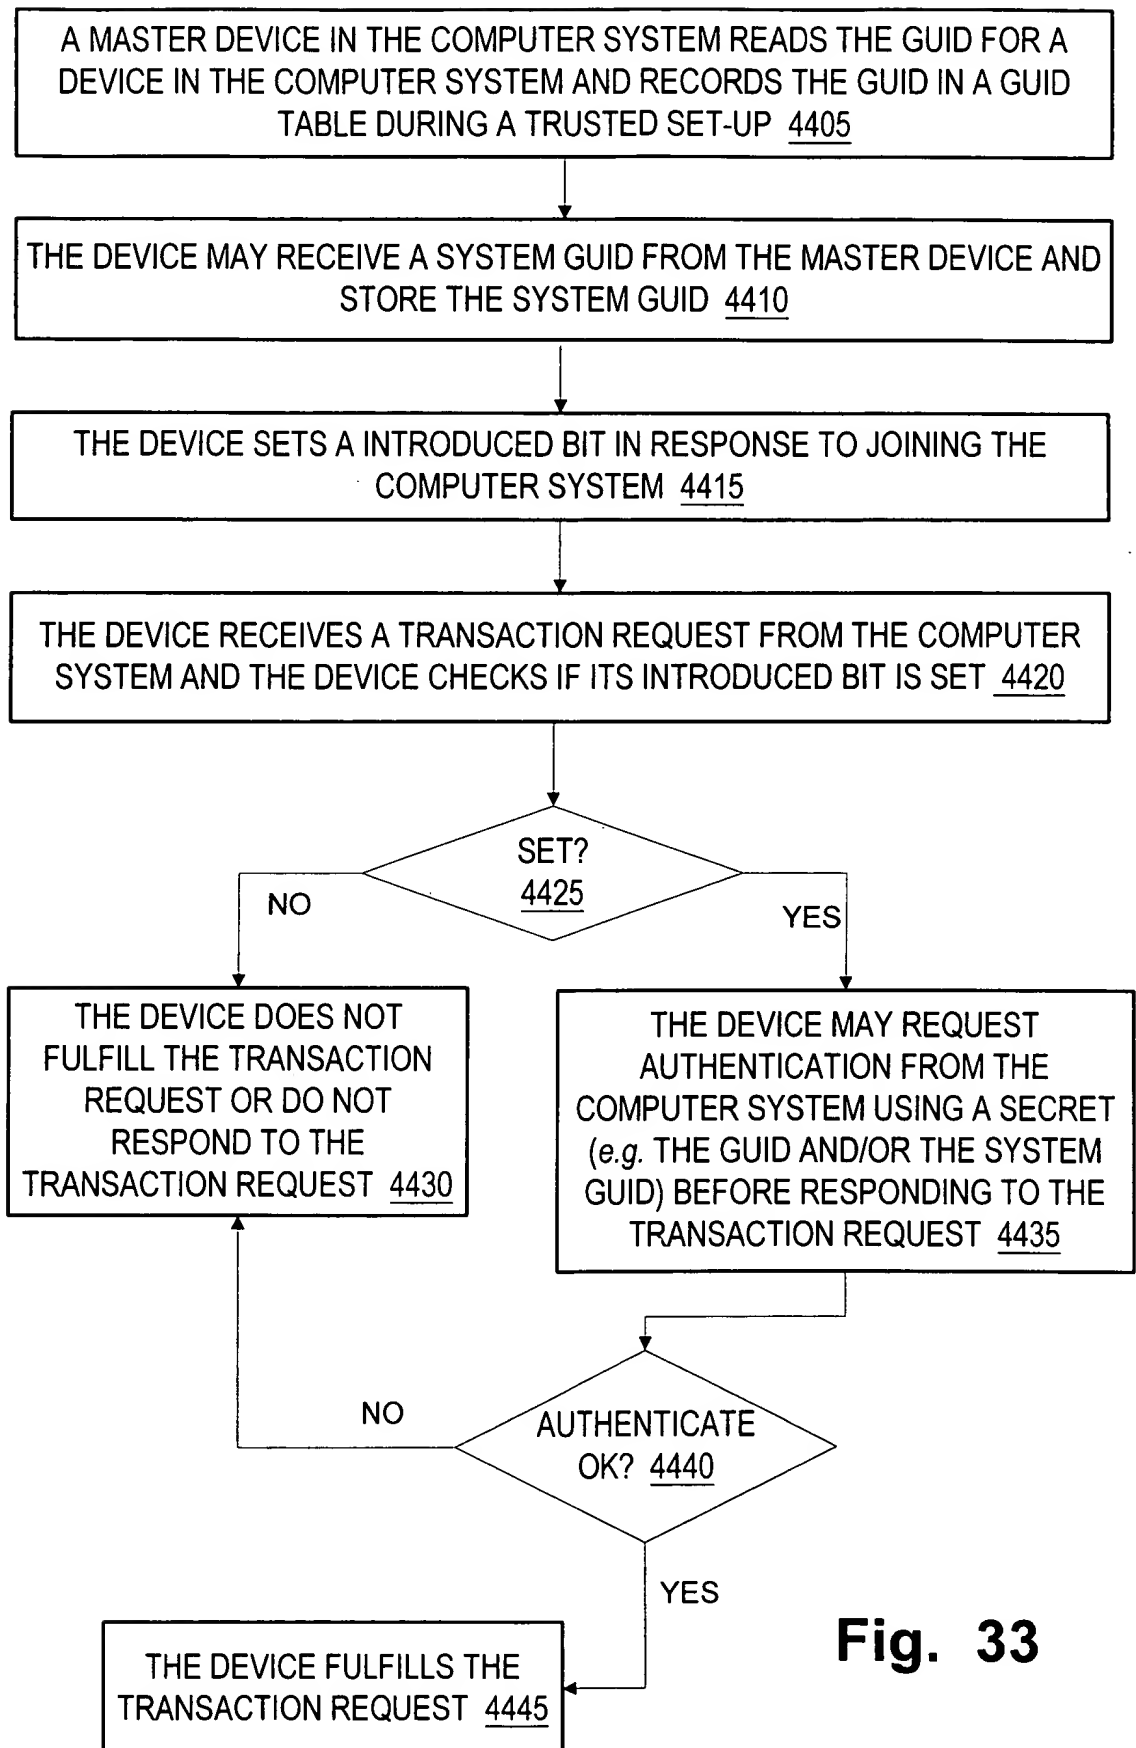 A MASTER DEVICE IN THE COMPUTER SYSTEM READS THE GUID FOR A
DEVICE IN THE COMPUTER SYSTEM AND RECORDS THE GUID IN A GUID
TABLE DURING A TRUSTED SET-UP 4405
THE DEVICE MAY RECEIVE A SYSTEM GUID FROM THE MASTER DEVICE AND
STORE THE SYSTEM GUID 4410
THE DEVICE SETS A INTRODUCED BIT IN RESPONSE TO JOINING THE
COMPUTER SYSTEM 4415
THE DEVICE RECEIVES A TRANSACTION REQUEST FROM THE COMPUTER
SYSTEM AND THE DEVICE CHECKS IF ITS INTRODUCED BIT IS SET 4420
SET?
4425
NO
YES
THE DEVICE DOES NOT
FULFILL THE TRANSACTION
REQUEST OR DO NOT
RESPOND TO THE
TRANSACTION REQUEST 4430
THE DEVICE MAY REQUEST
AUTHENTICATION FROM THE
COMPUTER SYSTEM USING A SECRET
(e.g. THE GUID AND/OR THE SYSTEM
GUID) BEFORE RESPONDING TO THE
TRANSACTION REQUEST 4435
NO
AUTHENTICATE
OK? 4440
YES
THE DEVICE FULFILLS THE
TRANSACTION REQUEST 4445
Fig. 33